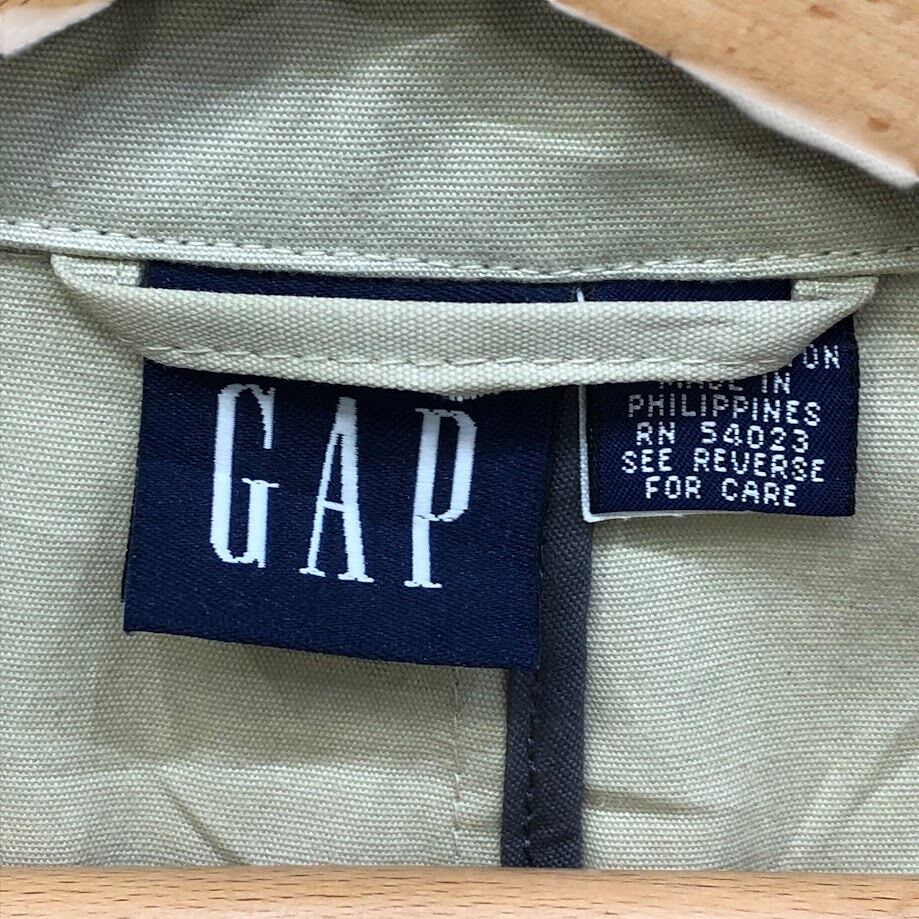 GAP
MADE IN
PHILIPPINES
RN 54023
SEE REVERSE
FOR CARE